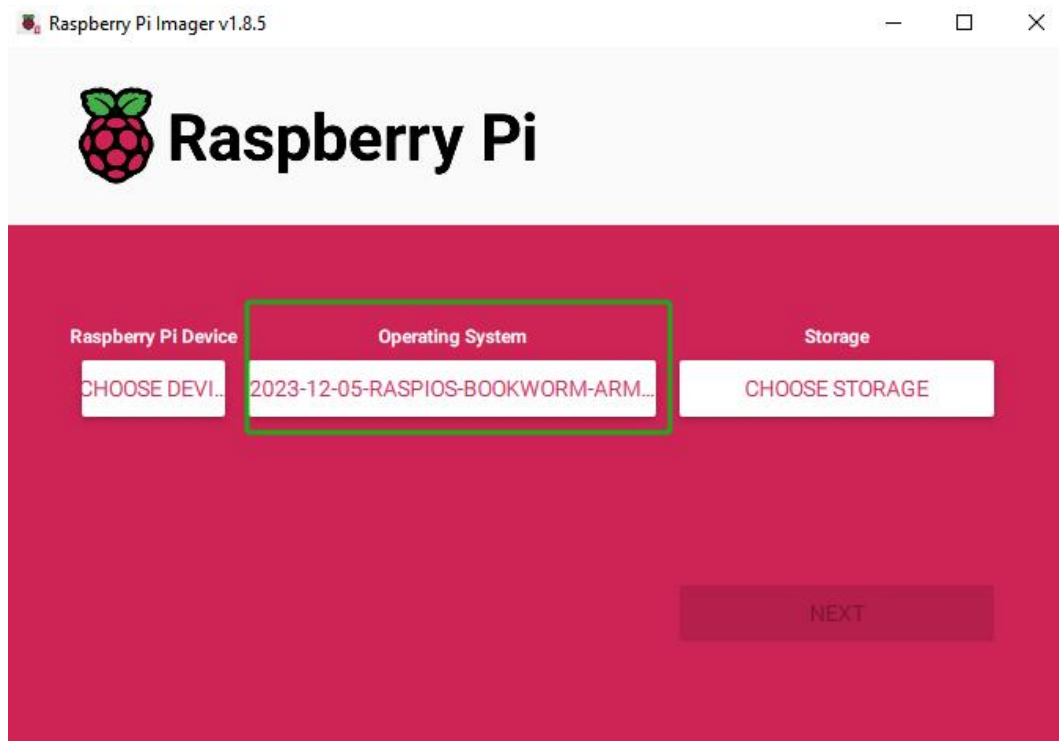 Raspberry Pi Imager v1.8.5
Raspberry Pi
Raspberry Pi Device
Operating System
Storage
CHOOSE DEVI...
2023-12-05-RASPIOS-BOOKWORM-ARM...
CHOOSE STORAGE
NEXT